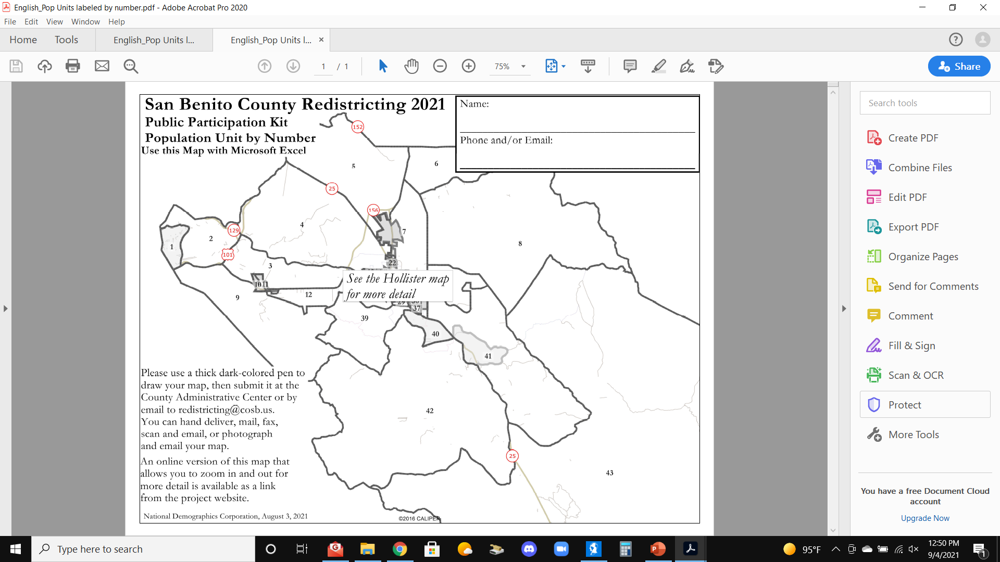 English_Pop Units labeled by number.pdf - Adobe Acrobat Pro 2020
File Edit View Window Help
Home Tools English_Pop Units l... English_Pop Units l... ×
1 / 1 75% Share
San Benito County Redistricting 2021
Public Participation Kit
Population Unit by Number
Use this Map with Microsoft Excel
Name:
Phone and/or Email:
152
5
6
25
156
4
7
129
2
1
8
101
22
3
See the Hollister map
for more detail
10 11
9
12
29
37
39
40
41
42
25
43
Please use a thick dark-colored pen to
draw your map, then submit it at the
County Administrative Center or by
email to redistricting@cosb.us.
You can hand deliver, mail, fax,
scan and email, or photograph
and email your map.
An online version of this map that
allows you to zoom in and out for
more detail is available as a link
from the project website.
National Demographics Corporation, August 3, 2021
©2016 CALIPER
Search tools
Create PDF
Combine Files
Edit PDF
Export PDF
Organize Pages
Send for Comments
Comment
Fill & Sign
Scan & OCR
Protect
More Tools
You have a free Document Cloud
account
Upgrade Now
Type here to search
95°F
12:50 PM
9/4/2021
1